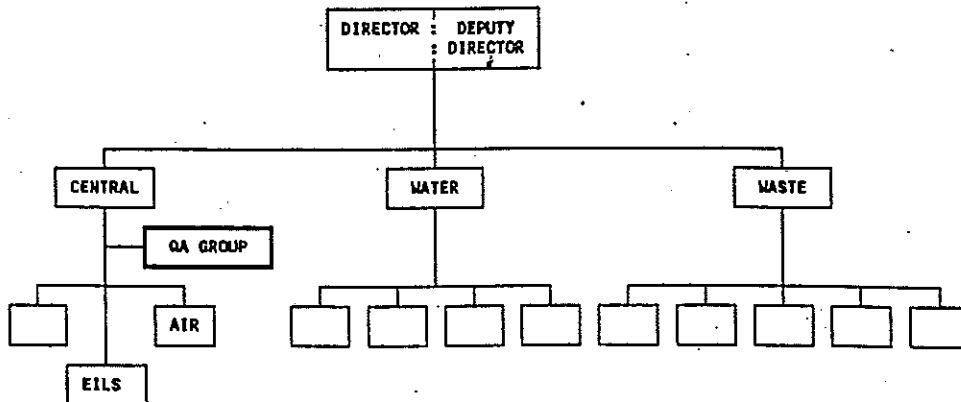 DIRECTOR
DEPUTY
DIRECTOR
CENTRAL
WATER
WASTE
QA GROUP
AIR
EILS